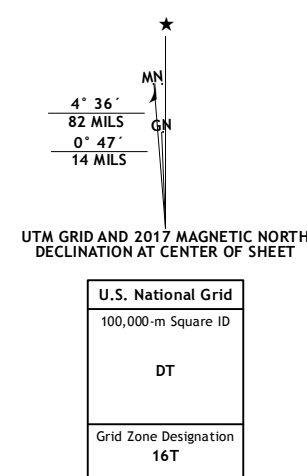 ★
MN
4° 36´
82 MILS
GN
0° 47´
14 MILS
UTM GRID AND 2017 MAGNETIC NORTH
DECLINATION AT CENTER OF SHEET
U.S. National Grid
100,000-m Square ID
DT
Grid Zone Designation
16T